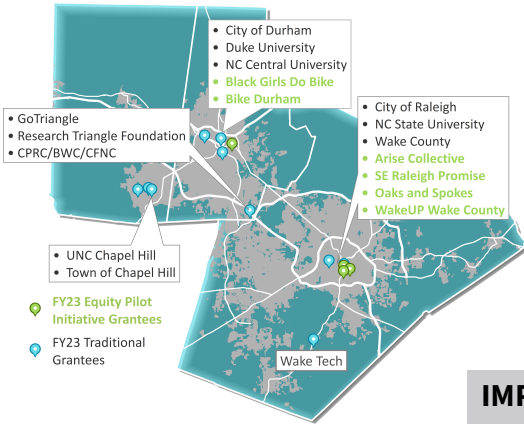 • City of Durham
• Duke University
• NC Central University
• Black Girls Do Bike
• Bike Durham
• GoTriangle
• Research Triangle Foundation
• CPRC/BWC/CFNC
• City of Raleigh
• NC State University
• Wake County
• Arise Collective
• SE Raleigh Promise
• Oaks and Spokes
• WakeUP Wake County
• UNC Chapel Hill
• Town of Chapel Hill
FY23 Equity Pilot
Initiative Grantees
FY23 Traditional
Grantees
Wake Tech